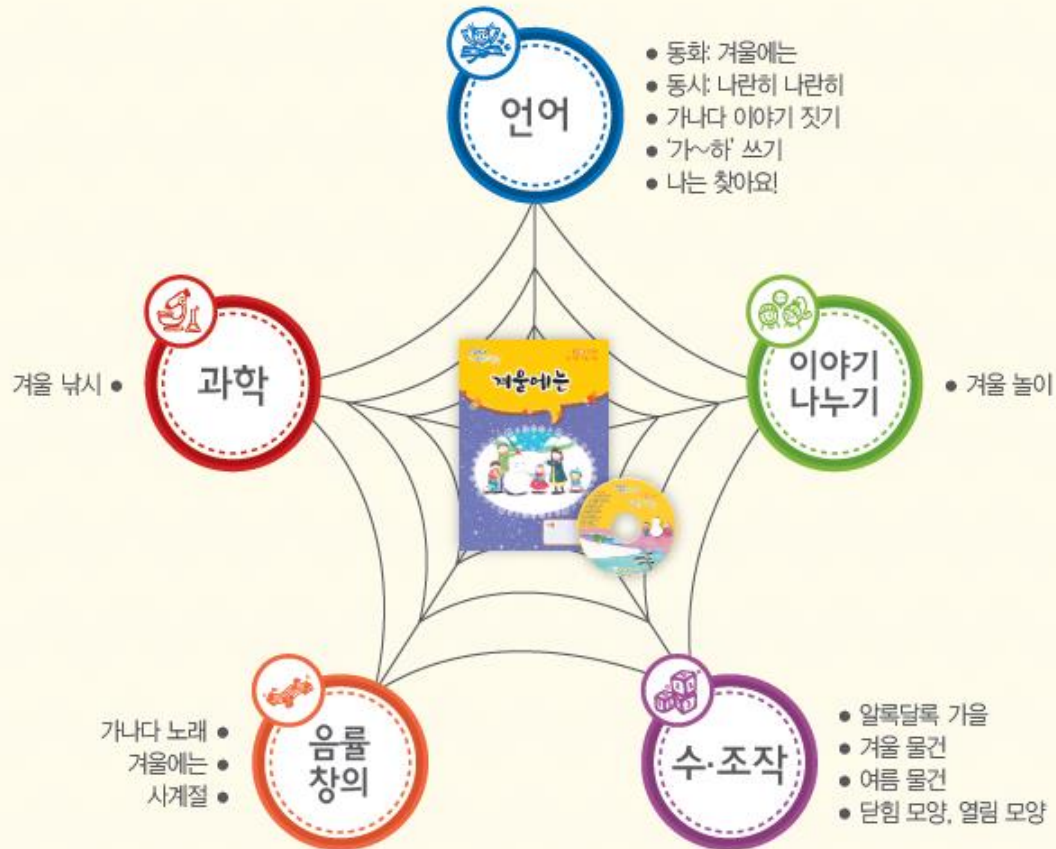 언어
● 동화: 겨울에는
● 동시: 나란히 나란히
● 가나다 이야기 짓기
● '가~하' 쓰기
● 나는 찾아요!
과학
겨울 낚시 ●
이야기
나누기
● 겨울 놀이
겨울에는
음률
창의
가나다 노래 ●
겨울에는 ●
사계절 ●
수·조작
● 알록달록 가을
● 겨울 물건
● 여름 물건
● 닫힘 모양, 열림 모양